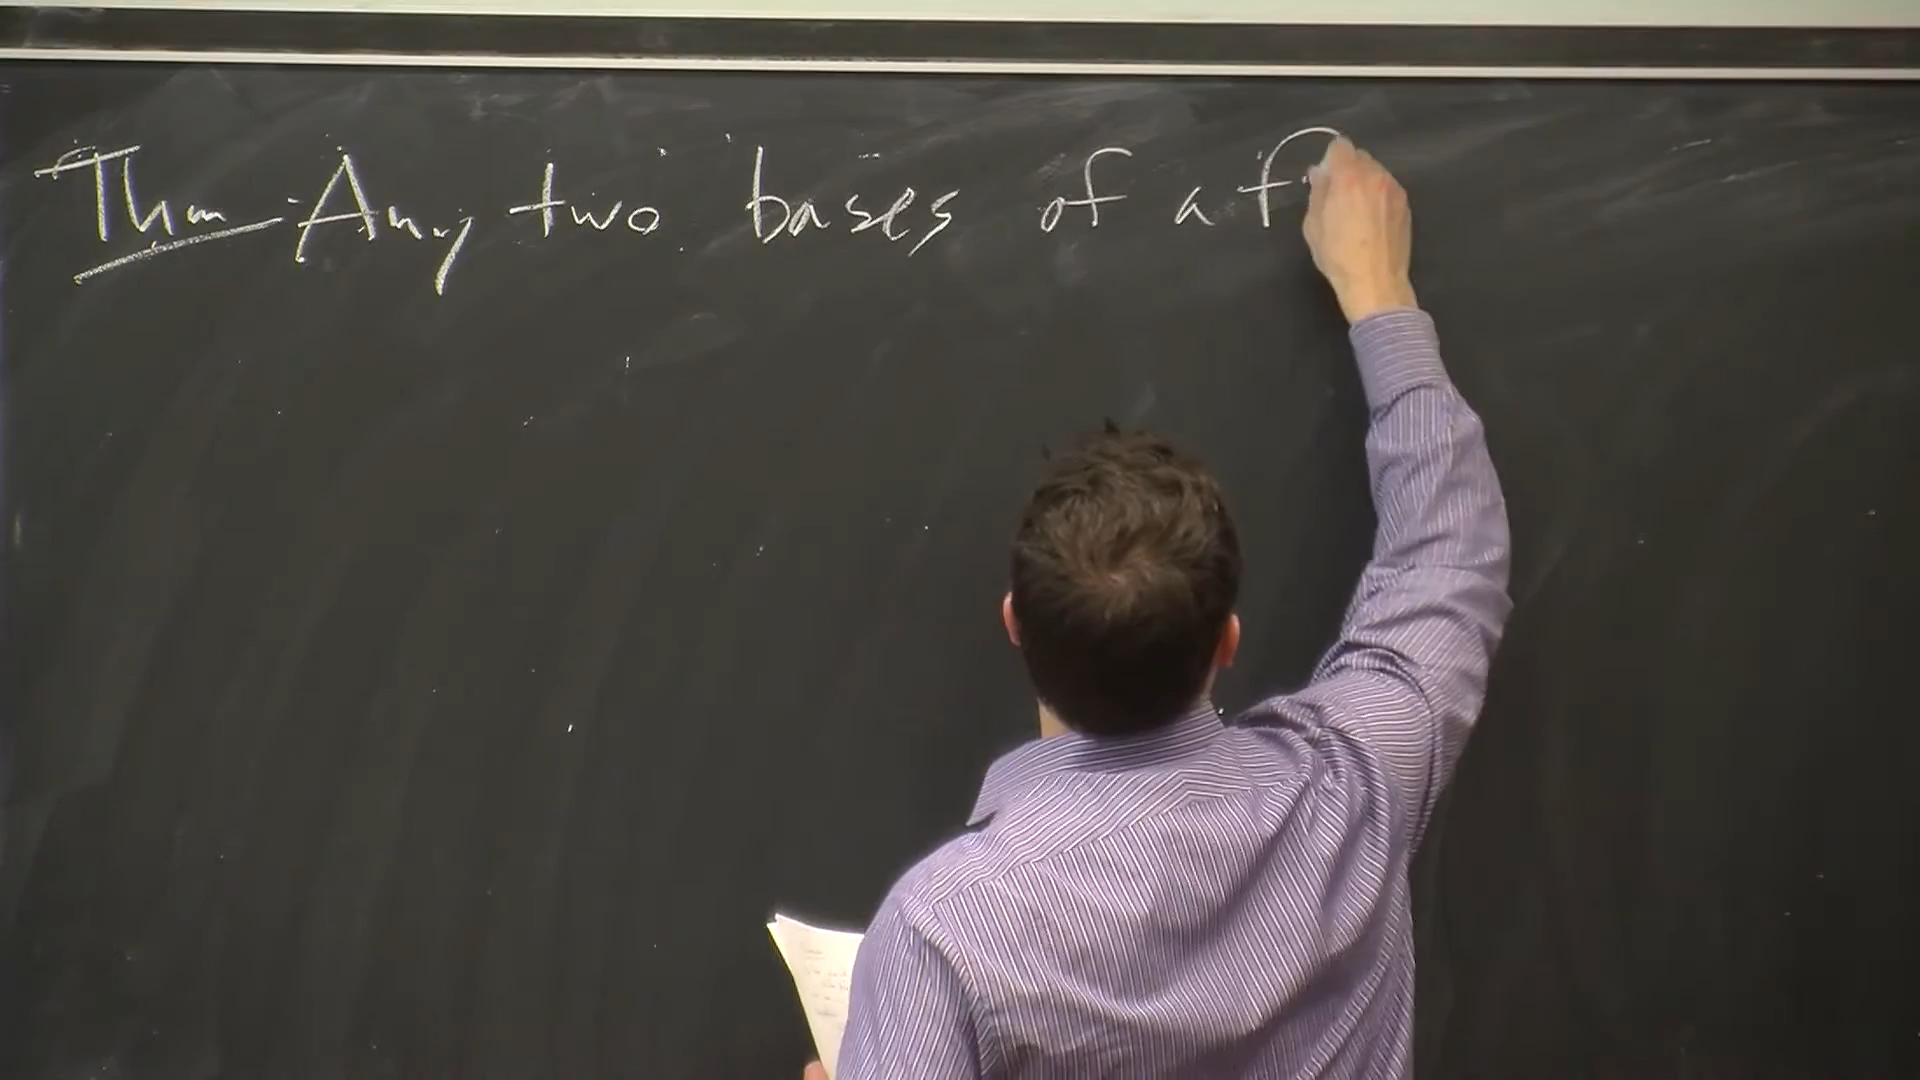 Thm - Any two bases of a f